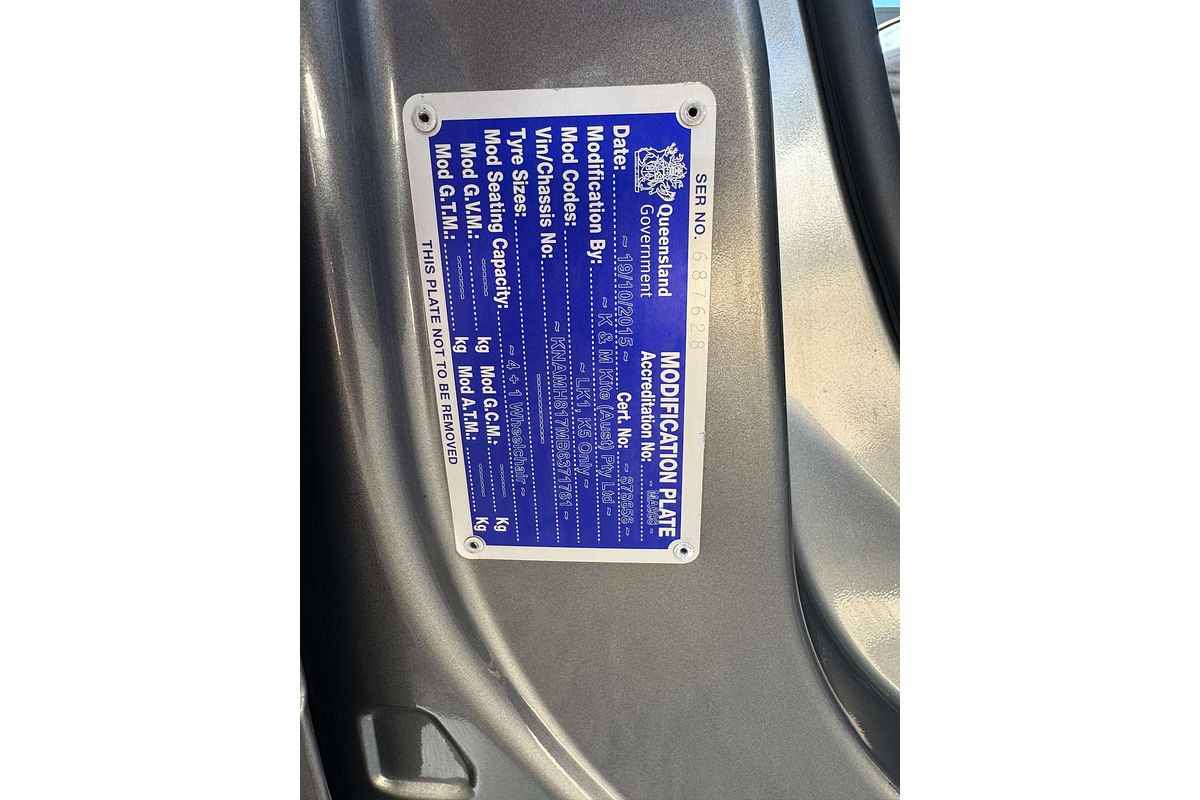 SER NO. 687628
Queensland
Government
MODIFICATION PLATE
Accreditation No: ~ MA665 ~
Date: ~ 19/10/2015 ~ Cert. No: ~ 876656 ~
Modification By: ~ K & M Kite (Aust) Pty Ltd ~
Mod Codes: ~ LK1, K5 Only ~
Vin/Chassis No: ~ KNAMH817MB6371761 ~
Tyre Sizes: ~~~~~~~~~~
Mod Seating Capacity: ~ 4 + 1 Wheelchair ~
Mod G.V.M.: ~~~~~ kg Mod G.C.M.: ~~~~~ Kg
Mod G.T.M.: ~~~~~ kg Mod A.T.M.: ~~~~~ Kg
THIS PLATE NOT TO BE REMOVED